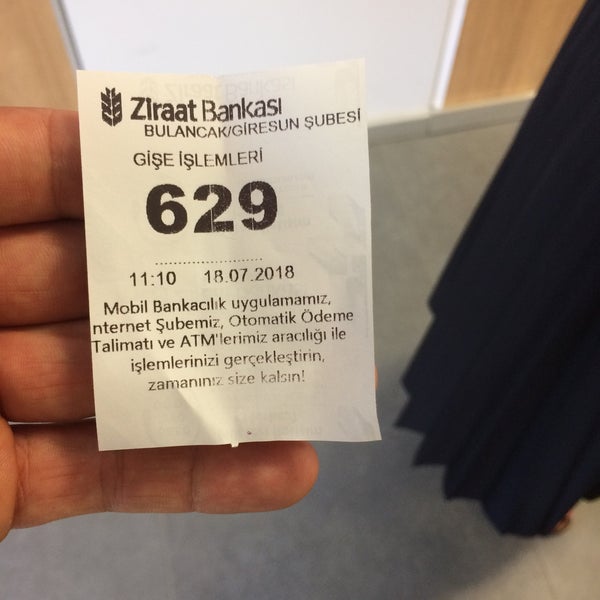 Ziraat Bankası
BULANCAK/GİRESUN ŞUBESİ
GİŞE İŞLEMLERİ
629
11:10 18.07.2018
Mobil Bankacılık uygulamamız,
nternet Şubemiz, Otomatik Ödeme
Talimatı ve ATM'lerimiz aracılığı ile
işlemlerinizi gerçekleştirin,
zamanınız size kalsın!